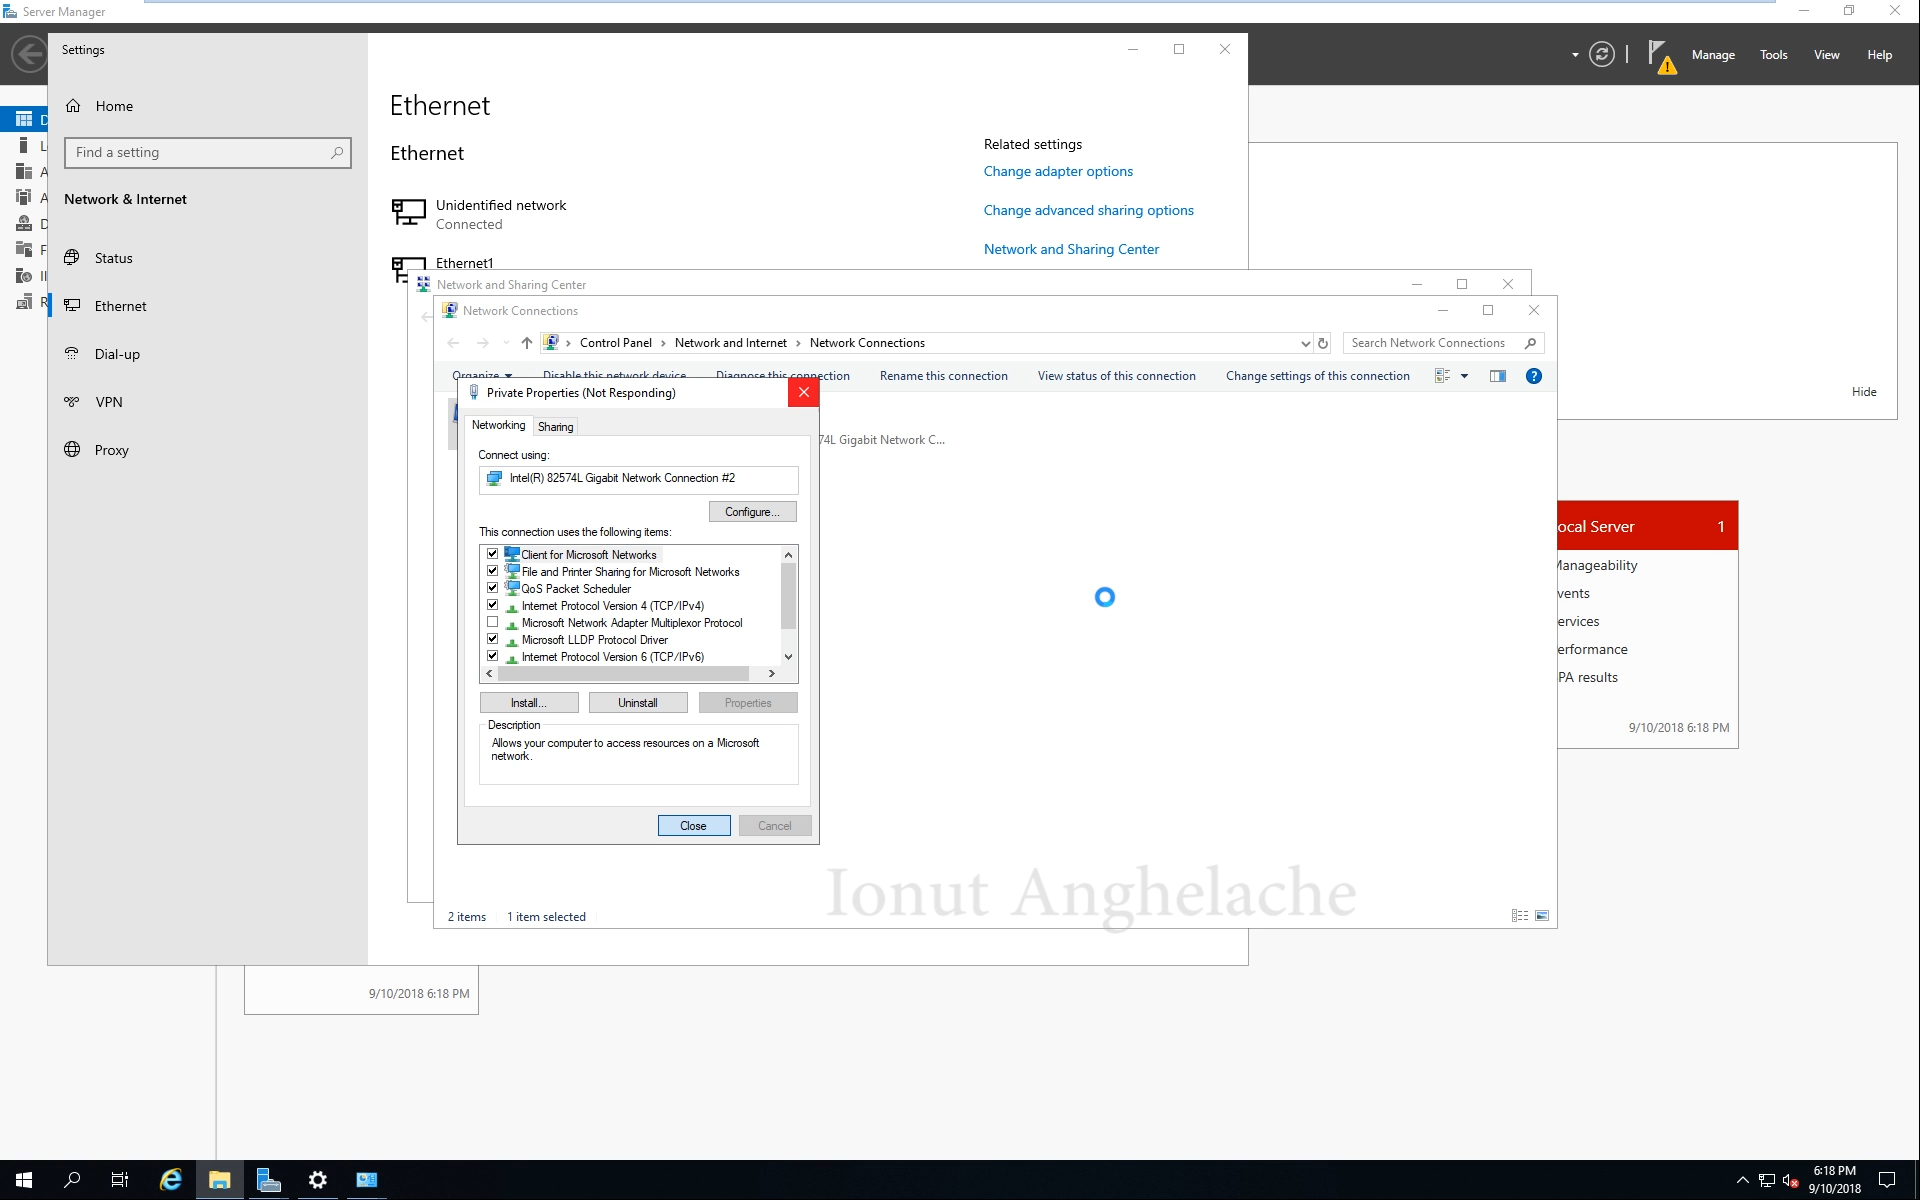 Server Manager
Manage
Tools
View
Help
Settings
Home
Find a setting
Network & Internet
Status
Ethernet
Dial-up
VPN
Proxy
Ethernet
Ethernet
Unidentified network
Connected
Ethernet1
Related settings
Change adapter options
Change advanced sharing options
Network and Sharing Center
Network and Sharing Center
Network Connections
Control Panel > Network and Internet > Network Connections
Search Network Connections
Organize
Disable this network device
Diagnose this connection
Rename this connection
View status of this connection
Change settings of this connection
74L Gigabit Network C...
Private Properties (Not Responding)
Networking
Sharing
Connect using:
Intel(R) 82574L Gigabit Network Connection #2
Configure...
This connection uses the following items:
Client for Microsoft Networks
File and Printer Sharing for Microsoft Networks
QoS Packet Scheduler
Internet Protocol Version 4 (TCP/IPv4)
Microsoft Network Adapter Multiplexor Protocol
Microsoft LLDP Protocol Driver
Internet Protocol Version 6 (TCP/IPv6)
Install...
Uninstall
Properties
Description
Allows your computer to access resources on a Microsoft
network.
Close
Cancel
2 items
1 item selected
Ionut Anghelache
Hide
ocal Server
1
Manageability
vents
ervices
erformance
PA results
9/10/2018 6:18 PM
9/10/2018 6:18 PM
6:18 PM
9/10/2018